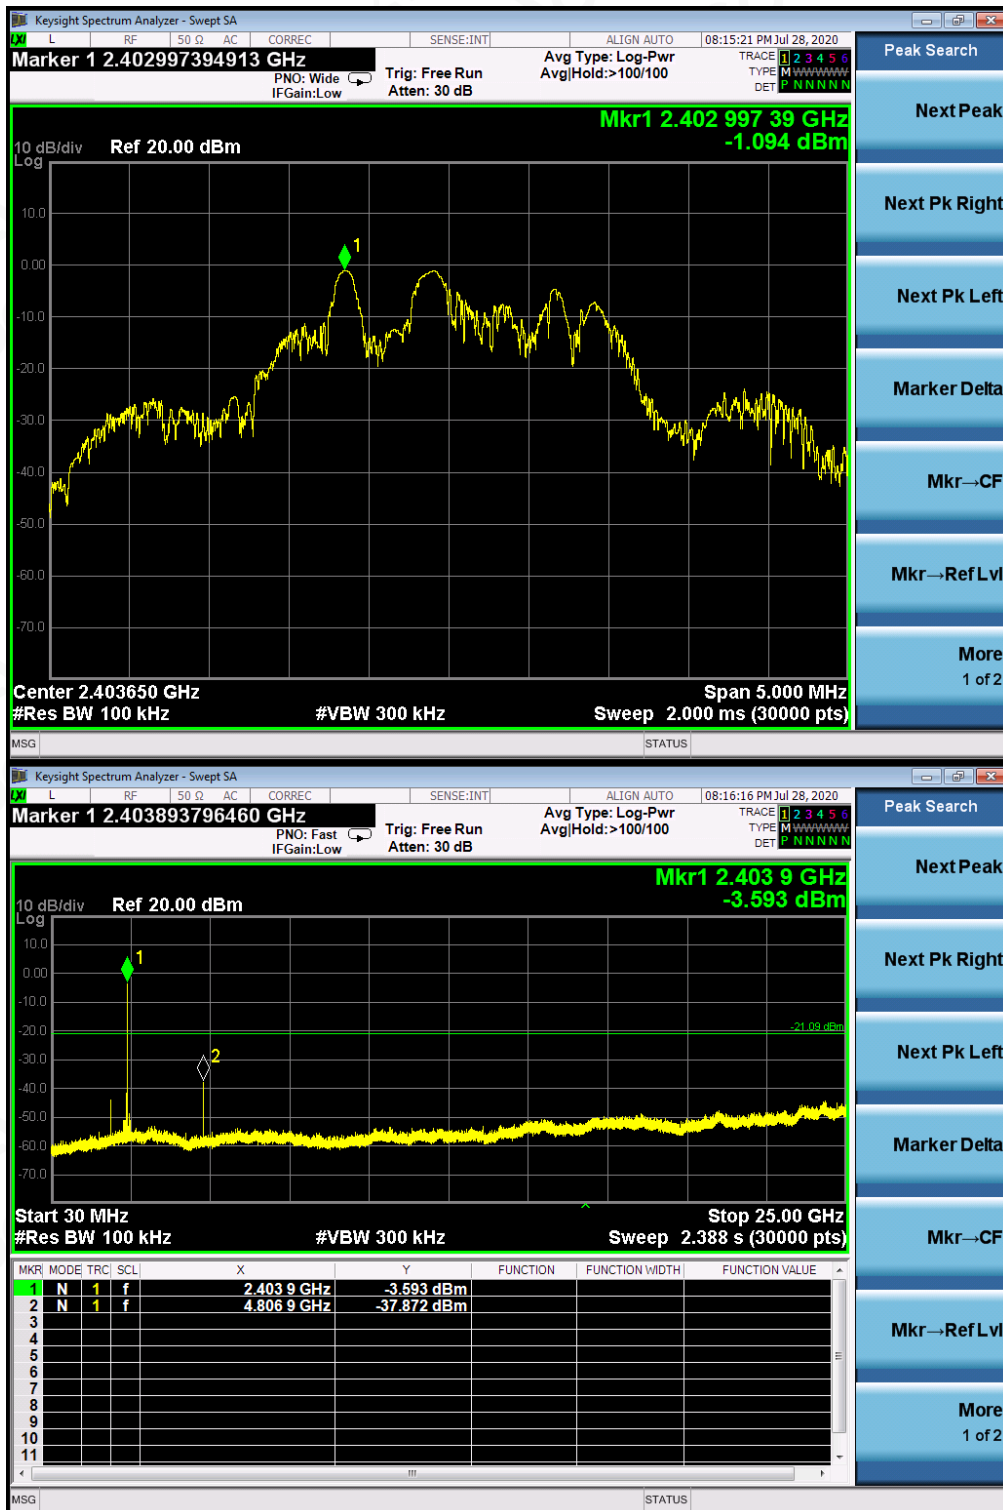 Keysight Spectrum Analyzer - Swept SA
LXI L RF 50 Ω AC CORREC SENSE:INT ALIGN AUTO 08:15:21 PM Jul 28, 2020
Marker 1 2.402997394913 GHz
PNO: Wide
IFGain:Low
Trig: Free Run
Atten: 30 dB
Avg Type: Log-Pwr
Avg|Hold:>100/100
TRACE 1 2 3 4 5 6
TYPE M WWWWW
DET P N N N N N
Mkr1 2.402 997 39 GHz
-1.094 dBm
10 dB/div Ref 20.00 dBm
Log
1
10.0
0.00
-10.0
-20.0
-30.0
-40.0
-50.0
-60.0
-70.0
Center 2.403650 GHz Span 5.000 MHz
#Res BW 100 kHz #VBW 300 kHz Sweep 2.000 ms (30000 pts)
MSG STATUS
Peak Search
Next Peak
Next Pk Right
Next Pk Left
Marker Delta
Mkr→CF
Mkr→Ref Lvl
More
1 of 2
Keysight Spectrum Analyzer - Swept SA
LXI L RF 50 Ω AC CORREC SENSE:INT ALIGN AUTO 08:16:16 PM Jul 28, 2020
Marker 1 2.403893796460 GHz
PNO: Fast
IFGain:Low
Trig: Free Run
Atten: 30 dB
Avg Type: Log-Pwr
Avg|Hold:>100/100
TRACE 1 2 3 4 5 6
TYPE M WWWWW
DET P N N N N N
Mkr1 2.403 9 GHz
-3.593 dBm
10 dB/div Ref 20.00 dBm
Log
10.0
1
0.00
-10.0
-20.0
-21.09 dBm
-30.0
2
-40.0
-50.0
-60.0
-70.0
Start 30 MHz Stop 25.00 GHz
#Res BW 100 kHz #VBW 300 kHz Sweep 2.388 s (30000 pts)
MKR MODE TRC SCL X Y FUNCTION FUNCTION WIDTH FUNCTION VALUE
1 N 1 f 2.403 9 GHz -3.593 dBm
2 N 1 f 4.806 9 GHz -37.872 dBm
3
4
5
6
7
8
9
10
11
MSG STATUS
Peak Search
Next Peak
Next Pk Right
Next Pk Left
Marker Delta
Mkr→CF
Mkr→Ref Lvl
More
1 of 2